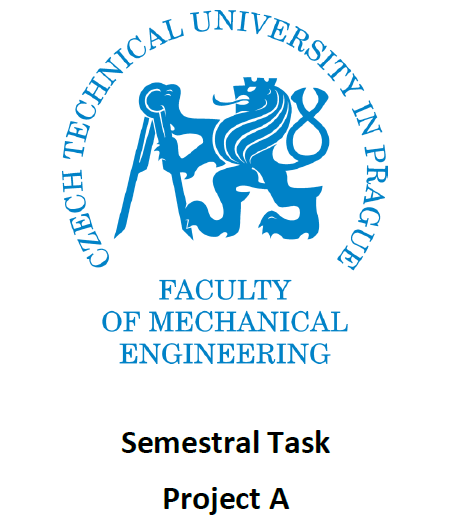 CZECH TECHNICAL UNIVERSITY IN PRAGUE
FACULTY
OF MECHANICAL
ENGINEERING
Semestral Task
Project A